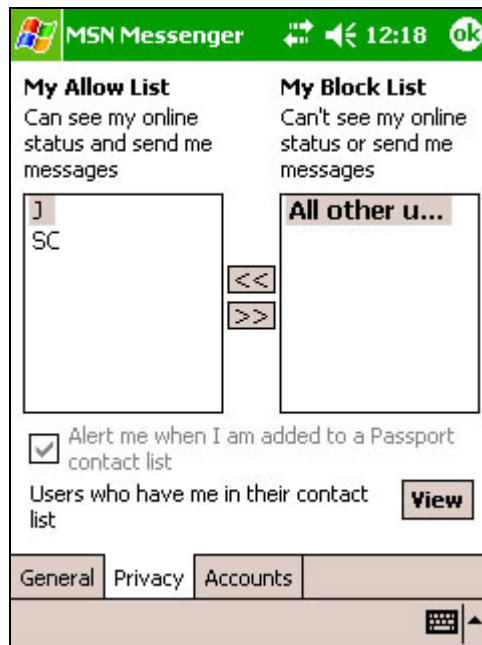 MSN Messenger 12:18 ok
My Allow List
Can see my online
status and send me
messages
My Block List
Can't see my online
status or send me
messages
J
SC
<<
>>
All other u...
Alert me when I am added to a Passport
contact list
Users who have me in their contact
list
View
General Privacy Accounts